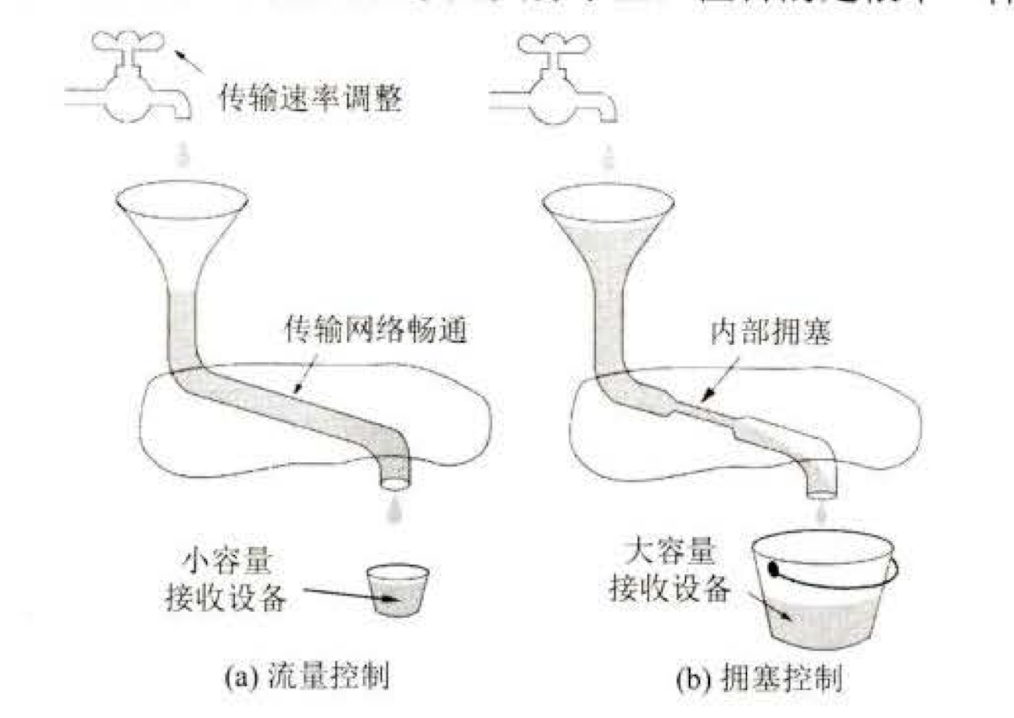 传输速率调整
传输网络畅通
内部拥塞
小容量
接收设备
大容量
接收设备
(a) 流量控制
(b) 拥塞控制